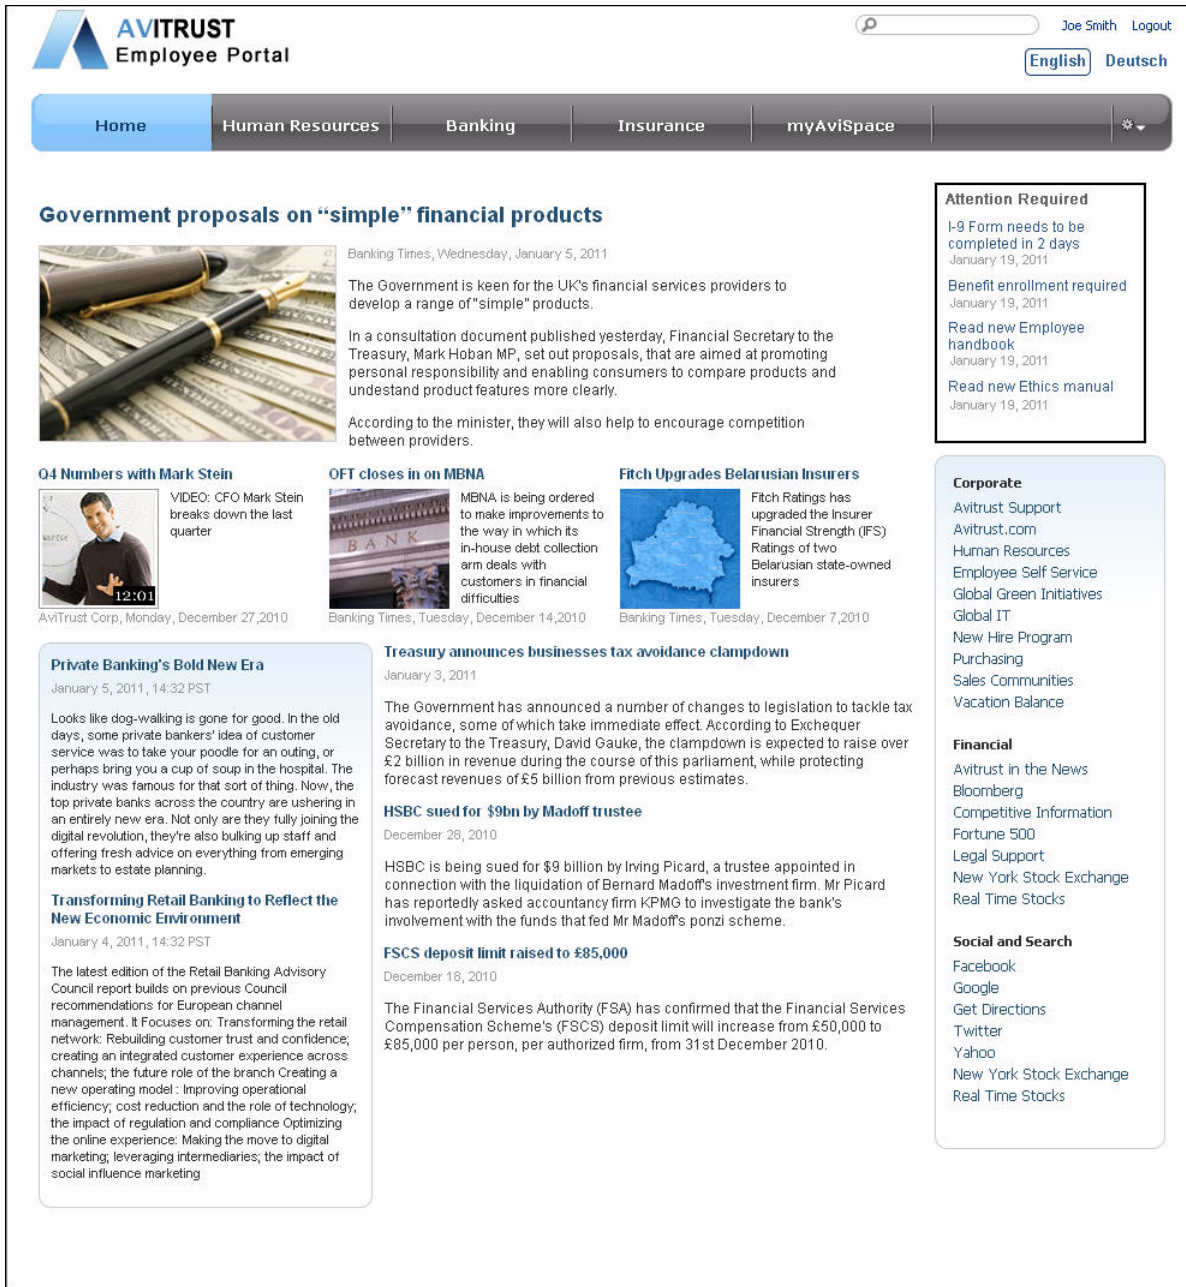 AVITRUST
Employee Portal
Joe Smith Logout
English Deutsch
Home Human Resources Banking Insurance myAviSpace
Government proposals on “simple” financial products
Banking Times, Wednesday, January 5, 2011
The Government is keen for the UK's financial services providers to
develop a range of "simple" products.
In a consultation document published yesterday, Financial Secretary to the
Treasury, Mark Hoban MP, set out proposals, that are aimed at promoting
personal responsibility and enabling consumers to compare products and
undestand product features more clearly.
According to the minister, they will also help to encourage competition
between providers.
Attention Required
I-9 Form needs to be
completed in 2 days
January 19, 2011
Benefit enrollment required
January 19, 2011
Read new Employee
handbook
January 19, 2011
Read new Ethics manual
January 19, 2011
Q4 Numbers with Mark Stein
VIDEO: CFO Mark Stein
breaks down the last
quarter
12:01
AviTrust Corp, Monday, December 27,2010
OFT closes in on MBNA
BANK
MBNA is being ordered
to make improvements to
the way in which its
in-house debt collection
arm deals with
customers in financial
difficulties
Banking Times, Tuesday, December 14,2010
Fitch Upgrades Belarusian Insurers
Fitch Ratings has
upgraded the Insurer
Financial Strength (IFS)
Ratings of two
Belarusian state-owned
insurers
Banking Times, Tuesday, December 7,2010
Private Banking's Bold New Era
January 5, 2011, 14:32 PST
Looks like dog-walking is gone for good. In the old
days, some private bankers' idea of customer
service was to take your poodle for an outing, or
perhaps bring you a cup of soup in the hospital. The
industry was famous for that sort of thing. Now, the
top private banks across the country are ushering in
an entirely new era. Not only are they fully joining the
digital revolution, they're also bulking up staff and
offering fresh advice on everything from emerging
markets to estate planning.
Transforming Retail Banking to Reflect the
New Economic Environment
January 4, 2011, 14:32 PST
The latest edition of the Retail Banking Advisory
Council report builds on previous Council
recommendations for European channel
management. It Focuses on: Transforming the retail
network: Rebuilding customer trust and confidence;
creating an integrated customer experience across
channels; the future role of the branch Creating a
new operating model : Improving operational
efficiency; cost reduction and the role of technology;
the impact of regulation and compliance Optimizing
the online experience: Making the move to digital
marketing; leveraging intermediaries; the impact of
social influence marketing
Treasury announces businesses tax avoidance clampdown
January 3, 2011
The Government has announced a number of changes to legislation to tackle tax
avoidance, some of which take immediate effect. According to Exchequer
Secretary to the Treasury, David Gauke, the clampdown is expected to raise over
£2 billion in revenue during the course of this parliament, while protecting
forecast revenues of £5 billion from previous estimates.
HSBC sued for $9bn by Madoff trustee
December 28, 2010
HSBC is being sued for $9 billion by Irving Picard, a trustee appointed in
connection with the liquidation of Bernard Madoff's investment firm. Mr Picard
has reportedly asked accountancy firm KPMG to investigate the bank's
involvement with the funds that fed Mr Madoff's ponzi scheme.
FSCS deposit limit raised to £85,000
December 18, 2010
The Financial Services Authority (FSA) has confirmed that the Financial Services
Compensation Scheme's (FSCS) deposit limit will increase from £50,000 to
£85,000 per person, per authorized firm, from 31st December 2010.
Corporate
Avitrust Support
Avitrust.com
Human Resources
Employee Self Service
Global Green Initiatives
Global IT
New Hire Program
Purchasing
Sales Communities
Vacation Balance
Financial
Avitrust in the News
Bloomberg
Competitive Information
Fortune 500
Legal Support
New York Stock Exchange
Real Time Stocks
Social and Search
Facebook
Google
Get Directions
Twitter
Yahoo
New York Stock Exchange
Real Time Stocks